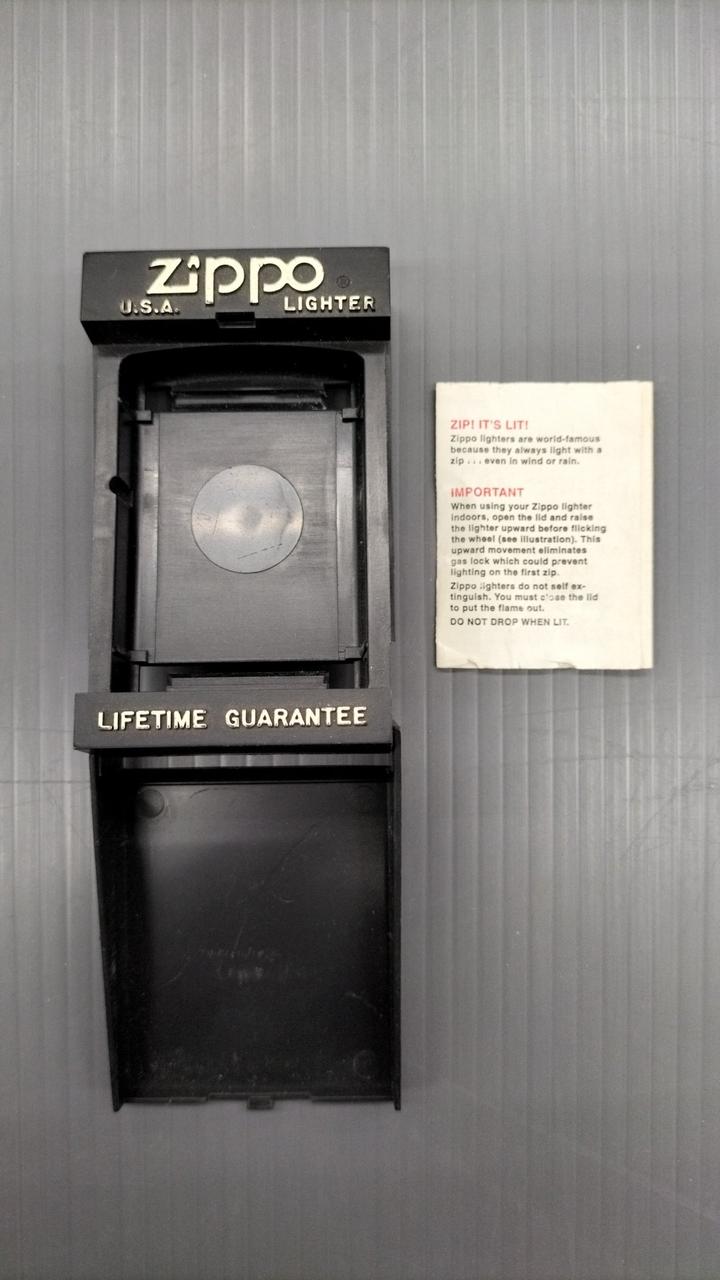 Zippo ®
U.S.A. LIGHTER
LIFETIME GUARANTEE
ZIP! IT'S LIT!
Zippo lighters are world-famous
because they always light with a
zip . . . even in wind or rain.
IMPORTANT
When using your Zippo lighter
indoors, open the lid and raise
the lighter upward before flicking
the wheel (see illustration). This
upward movement eliminates
gas lock which could prevent
lighting on the first zip.
Zippo lighters do not self ex-
tinguish. You must close the lid
to put the flame out.
DO NOT DROP WHEN LIT.